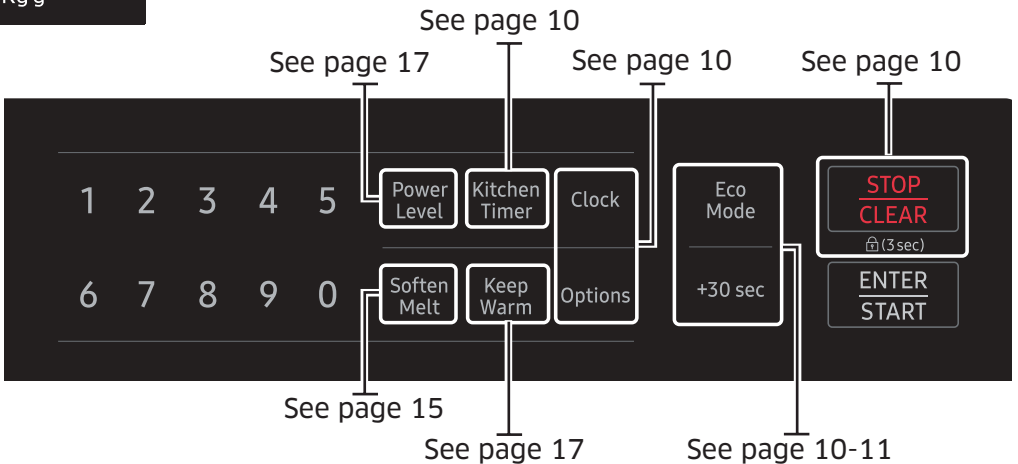 See page 10
See page 17
See page 10
See page 10
1 2 3 4 5
Power
Level
Kitchen
Timer
Clock
Eco
Mode
STOP
CLEAR
(3 sec)
6 7 8 9 0
Soften
Melt
Keep
Warm
Options
+30 sec
ENTER
START
See page 15
See page 17
See page 10-11